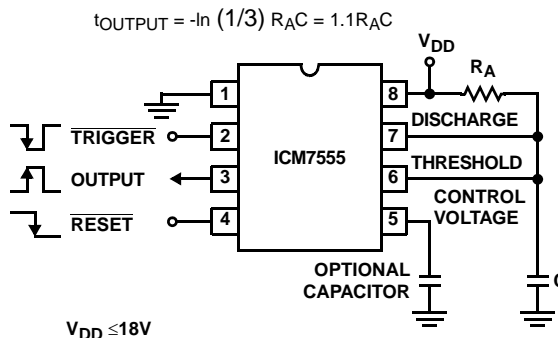 tOUTPUT = -ln (1/3) RAC = 1.1RAC
VDD
RA
1
8
DISCHARGE
TRIGGER
2
7
ICM7555
OUTPUT
3
6
THRESHOLD
CONTROL
VOLTAGE
RESET
4
5
OPTIONAL
CAPACITOR
C
VDD ≤18V